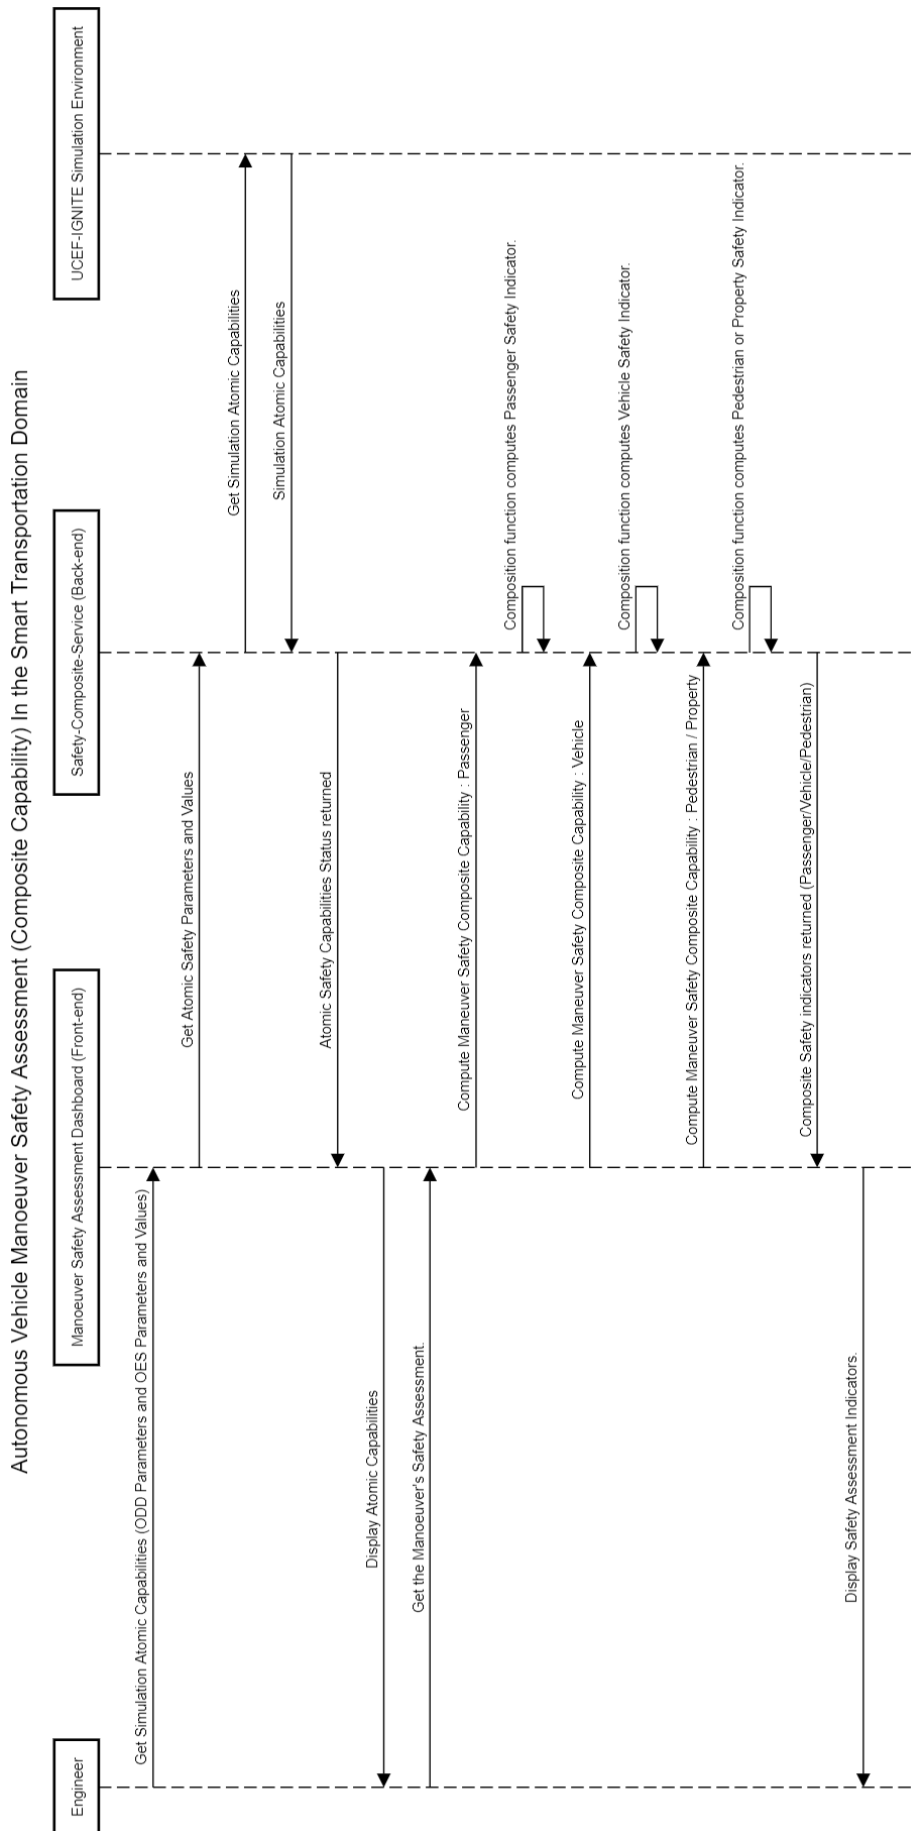 Autonomous Vehicle Manoeuver Safety Assessment (Composite Capability) In the Smart Transportation Domain
Engineer
Manoeuver Safety Assessment Dashboard (Front-end)
Safety-Composite-Service (Back-end)
UCEF-IGNITE Simulation Environment
Get Simulation Atomic Capabilities (ODD Parameters and OES Parameters and Values)
Get Atomic Safety Parameters and Values
Get Simulation Atomic Capabilities
Simulation Atomic Capabilities
Atomic Safety Capabilities Status returned
Display Atomic Capabilities
Get the Manoeuver's Safety Assessment.
Compute Maneuver Safety Composite Capability : Passenger
Composition function computes Passenger Safety Indicator.
Compute Maneuver Safety Composite Capability : Vehicle
Composition function computes Vehicle Safety Indicator.
Compute Maneuver Safety Composite Capability : Pedestrian / Property
Composition function computes Pedestrian or Property Safety Indicator.
Composite Safety indicators returned (Passenger/Vehicle/Pedestrian)
Display Safety Assessment Indicators.